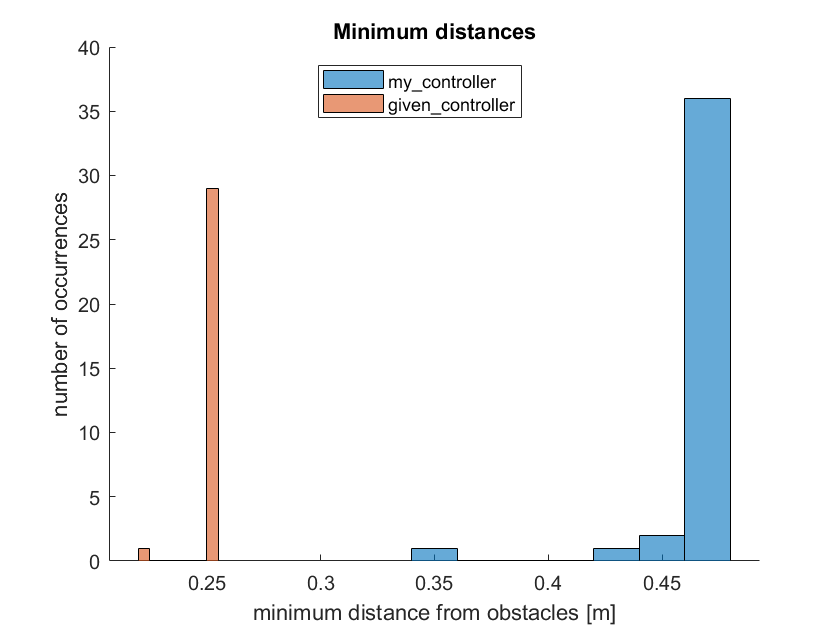 Minimum distances
my_controller
given_controller
number of occurrences
40
35
30
25
20
15
10
5
0
0.25
0.3
0.35
0.4
0.45
minimum distance from obstacles [m]